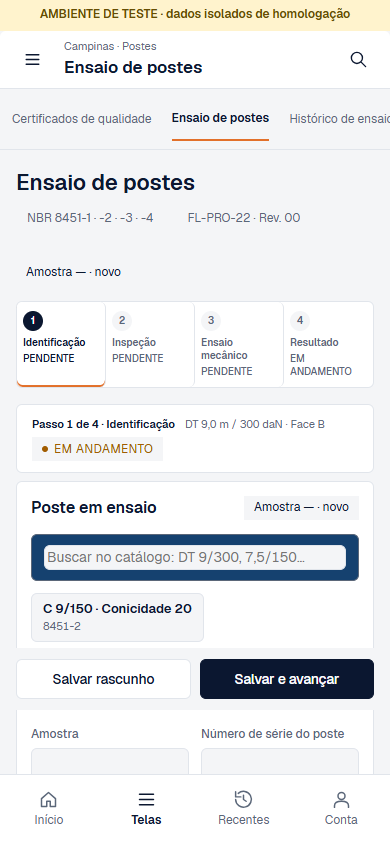 AMBIENTE DE TESTE · dados isolados de homologação
Campinas · Postes
Ensaio de postes
Certificados de qualidade Ensaio de postes Histórico de ensaio
Ensaio de postes
NBR 8451-1 · -2 · -3 · -4 FL-PRO-22 · Rev. 00
Amostra — · novo
1 2 3 4
Identificação Inspeção Ensaio mecânico Resultado
PENDENTE PENDENTE PENDENTE EM ANDAMENTO
Passo 1 de 4 · Identificação DT 9,0 m / 300 daN · Face B
EM ANDAMENTO
Poste em ensaio Amostra — · novo
Buscar no catálogo: DT 9/300, 7,5/150...
C 9/150 · Conicidade 20
8451-2
Salvar rascunho Salvar e avançar
Amostra Número de série do poste
Início Telas Recentes Conta